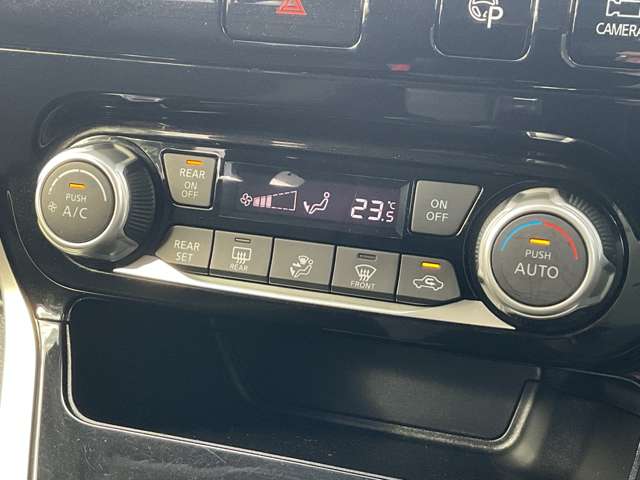 P
CAMERA
PUSH
A/C
REAR
ON
OFF
23.5
°C
ON
OFF
REAR
SET
REAR
FRONT
PUSH
AUTO